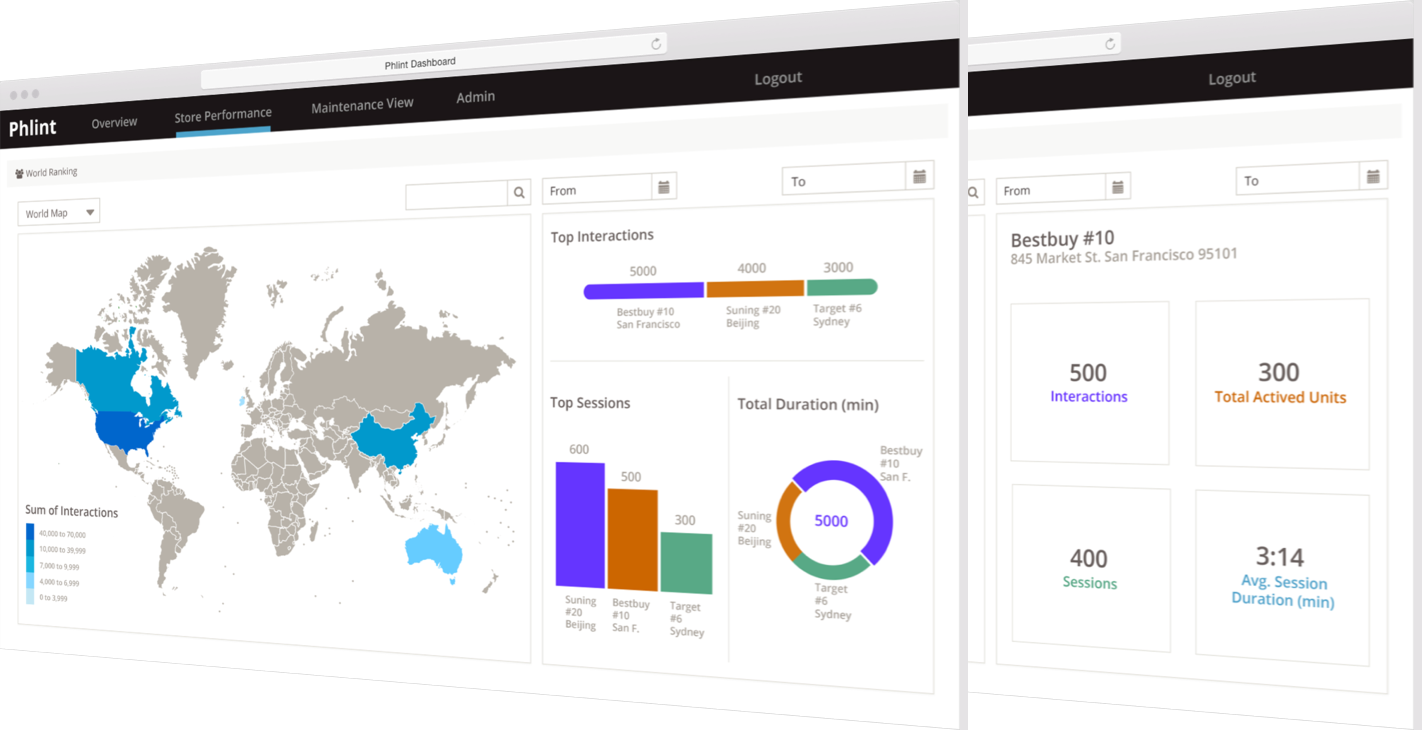 Phlint Dashboard
Phlint
Overview
Store Performance
Maintenance View
Admin
Logout
World Ranking
World Map
From
To
Sum of Interactions
40,000 to 70,000
10,000 to 39,999
7,000 to 9,999
4,000 to 6,999
0 to 3,999
Top Interactions
5000
4000
3000
Bestbuy #10
San Francisco
Suning #20
Beijing
Target #6
Sydney
Top Sessions
600
500
300
Suning
#20
Beijing
Bestbuy
#10
San F.
Target
#6
Sydney
Total Duration (min)
Bestbuy
#10
San F.
Suning
#20
Beijing
5000
Target
#6
Sydney
Logout
From
To
Bestbuy #10
845 Market St. San Francisco 95101
500
Interactions
300
Total Actived Units
400
Sessions
3:14
Avg. Session
Duration (min)